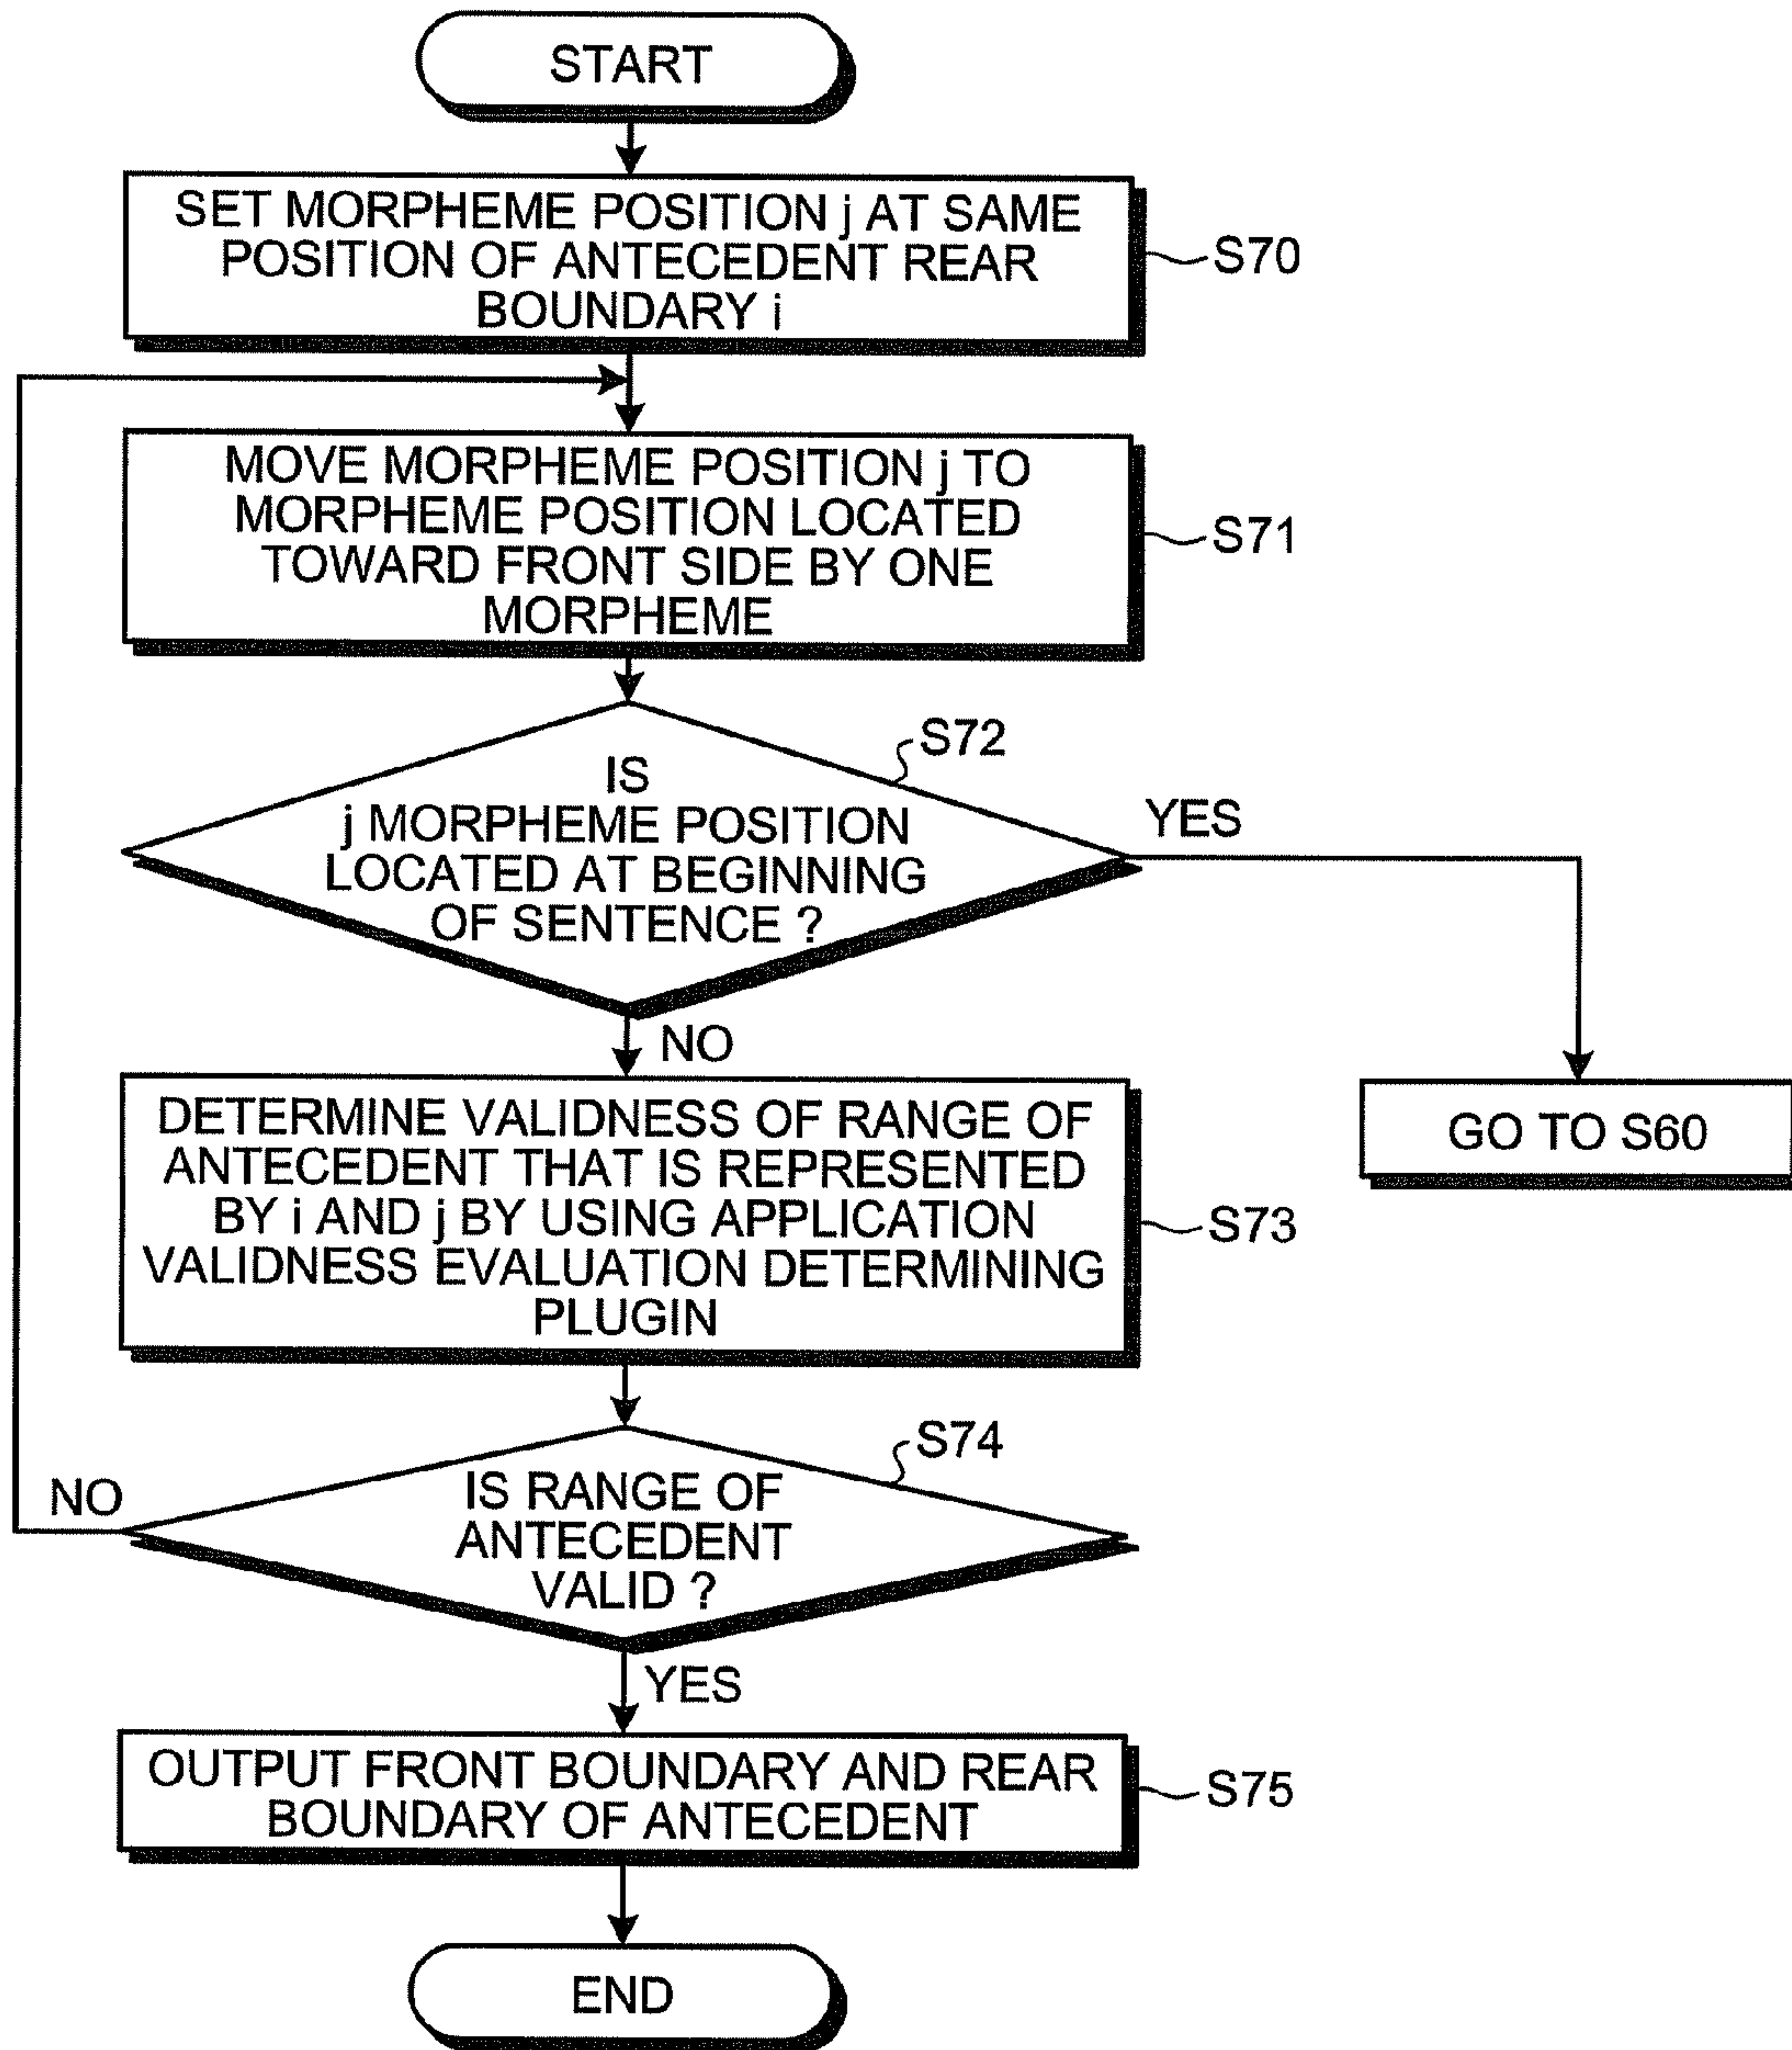 START
SET MORPHEME POSITION j AT SAME
POSITION OF ANTECEDENT REAR
BOUNDARY i
S70
MOVE MORPHEME POSITION j TO
MORPHEME POSITION LOCATED
TOWARD FRONT SIDE BY ONE
MORPHEME
S71
S72
IS
j MORPHEME POSITION
LOCATED AT BEGINNING
OF SENTENCE ?
YES
NO
GO TO S60
DETERMINE VALIDNESS OF RANGE OF
ANTECEDENT THAT IS REPRESENTED
BY i AND j BY USING APPLICATION
VALIDNESS EVALUATION DETERMINING
PLUGIN
S73
S74
NO
IS RANGE OF
ANTECEDENT
VALID ?
YES
OUTPUT FRONT BOUNDARY AND REAR
BOUNDARY OF ANTECEDENT
S75
END